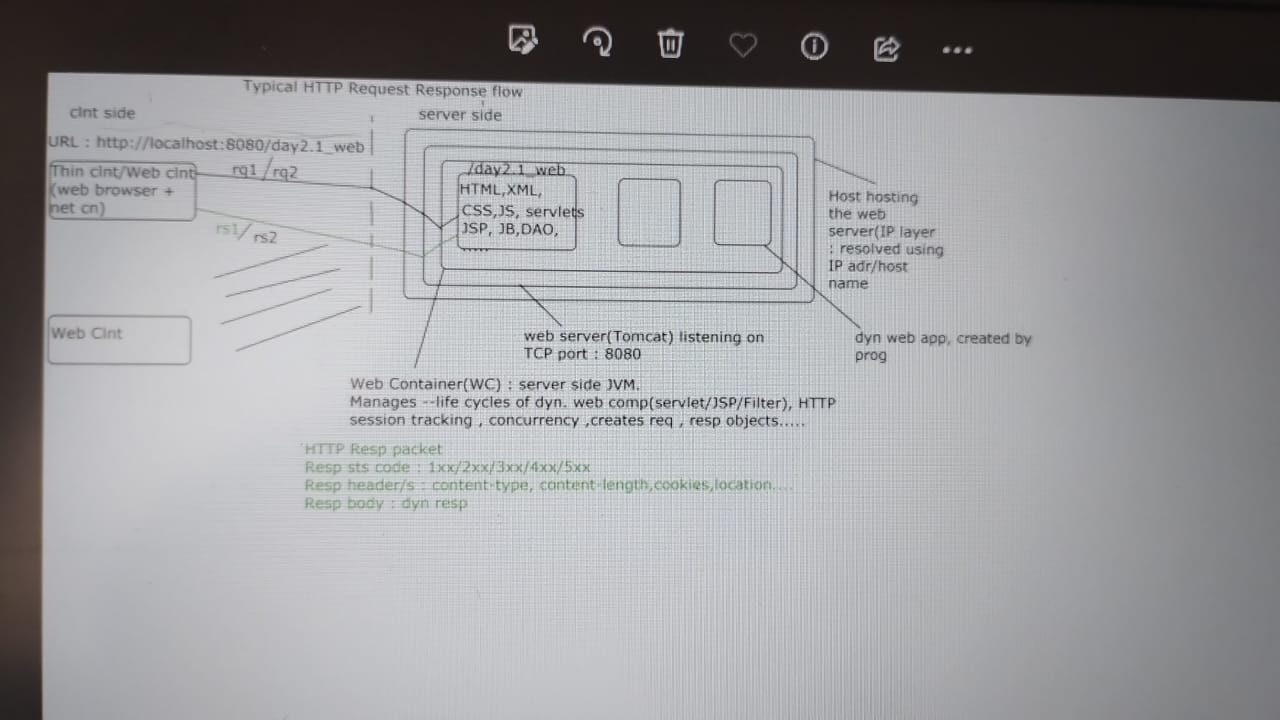 Typical HTTP Request Response flow
clnt side
server side
URL : http://localhost:8080/day2.1_web
Thin clnt/Web clnt
(web browser +
net cn)
rq1/rq2
rs1/rs2
Web Clnt
/day2.1_web
HTML,XML,
CSS,JS, servlets
JSP, JB,DAO,
.....
Host hosting
the web
server(IP layer
: resolved using
IP adr/host
name
web server(Tomcat) listening on
TCP port : 8080
dyn web app, created by
prog
Web Container(WC) : server side JVM.
Manages --life cycles of dyn. web comp(servlet/JSP/Filter), HTTP
session tracking , concurrency ,creates req , resp objects.....
HTTP Resp packet
Resp sts code : 1xx/2xx/3xx/4xx/5xx
Resp header/s : content-type, content-length,cookies,location....
Resp body : dyn resp